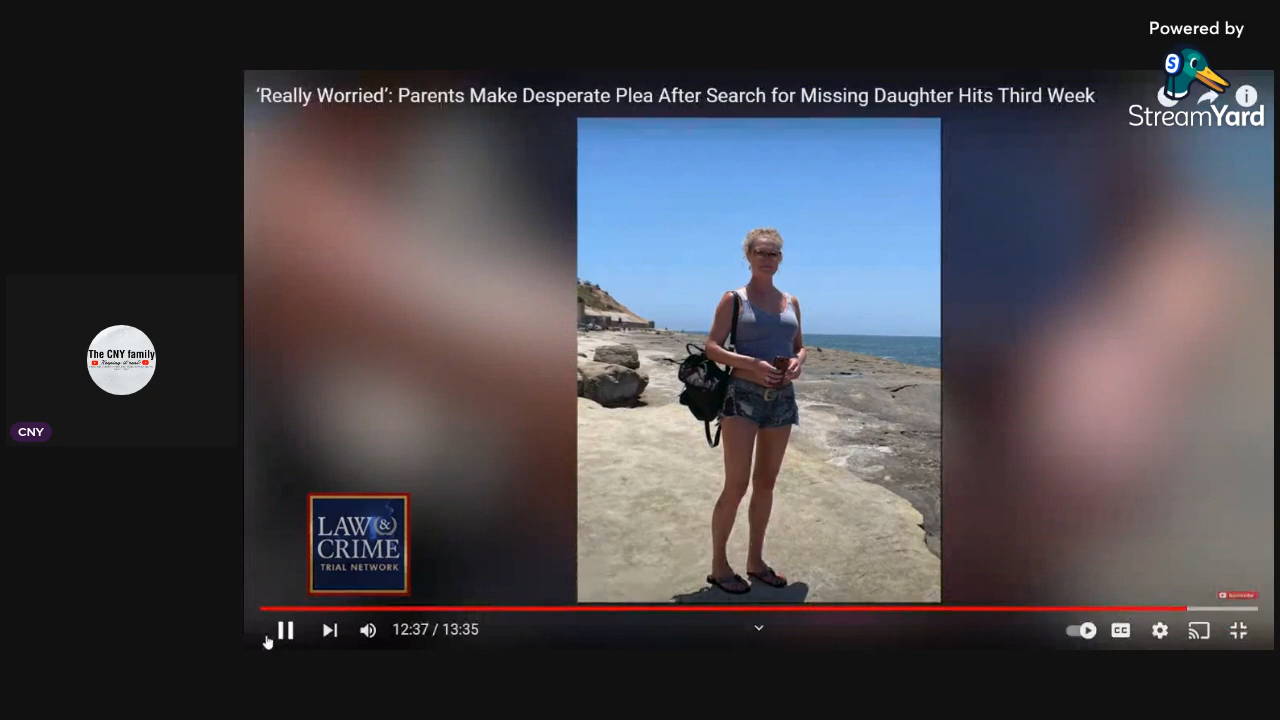 Powered by
StreamYard
‘Really Worried’: Parents Make Desperate Plea After Search for Missing Daughter Hits Third Week
The CNY family
CNY
LAW &
CRIME
TRIAL NETWORK
12:37 / 13:35
CC